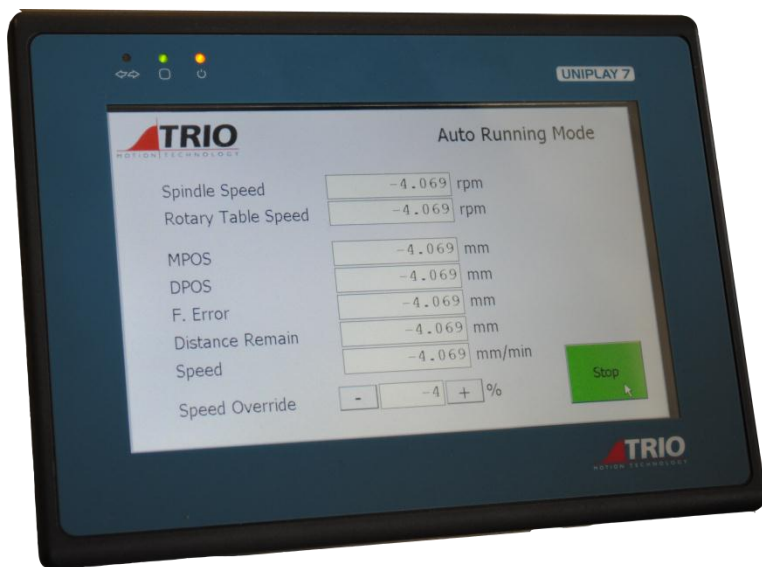 UNIPLAY 7
TRIO
MOTION TECHNOLOGY
Auto Running Mode
Spindle Speed -4.069 rpm
Rotary Table Speed -4.069 rpm
MPOS -4.069 mm
DPOS -4.069 mm
F. Error -4.069 mm
Distance Remain -4.069 mm
Speed -4.069 mm/min
Speed Override - -4 + %
Stop
TRIO
MOTION TECHNOLOGY